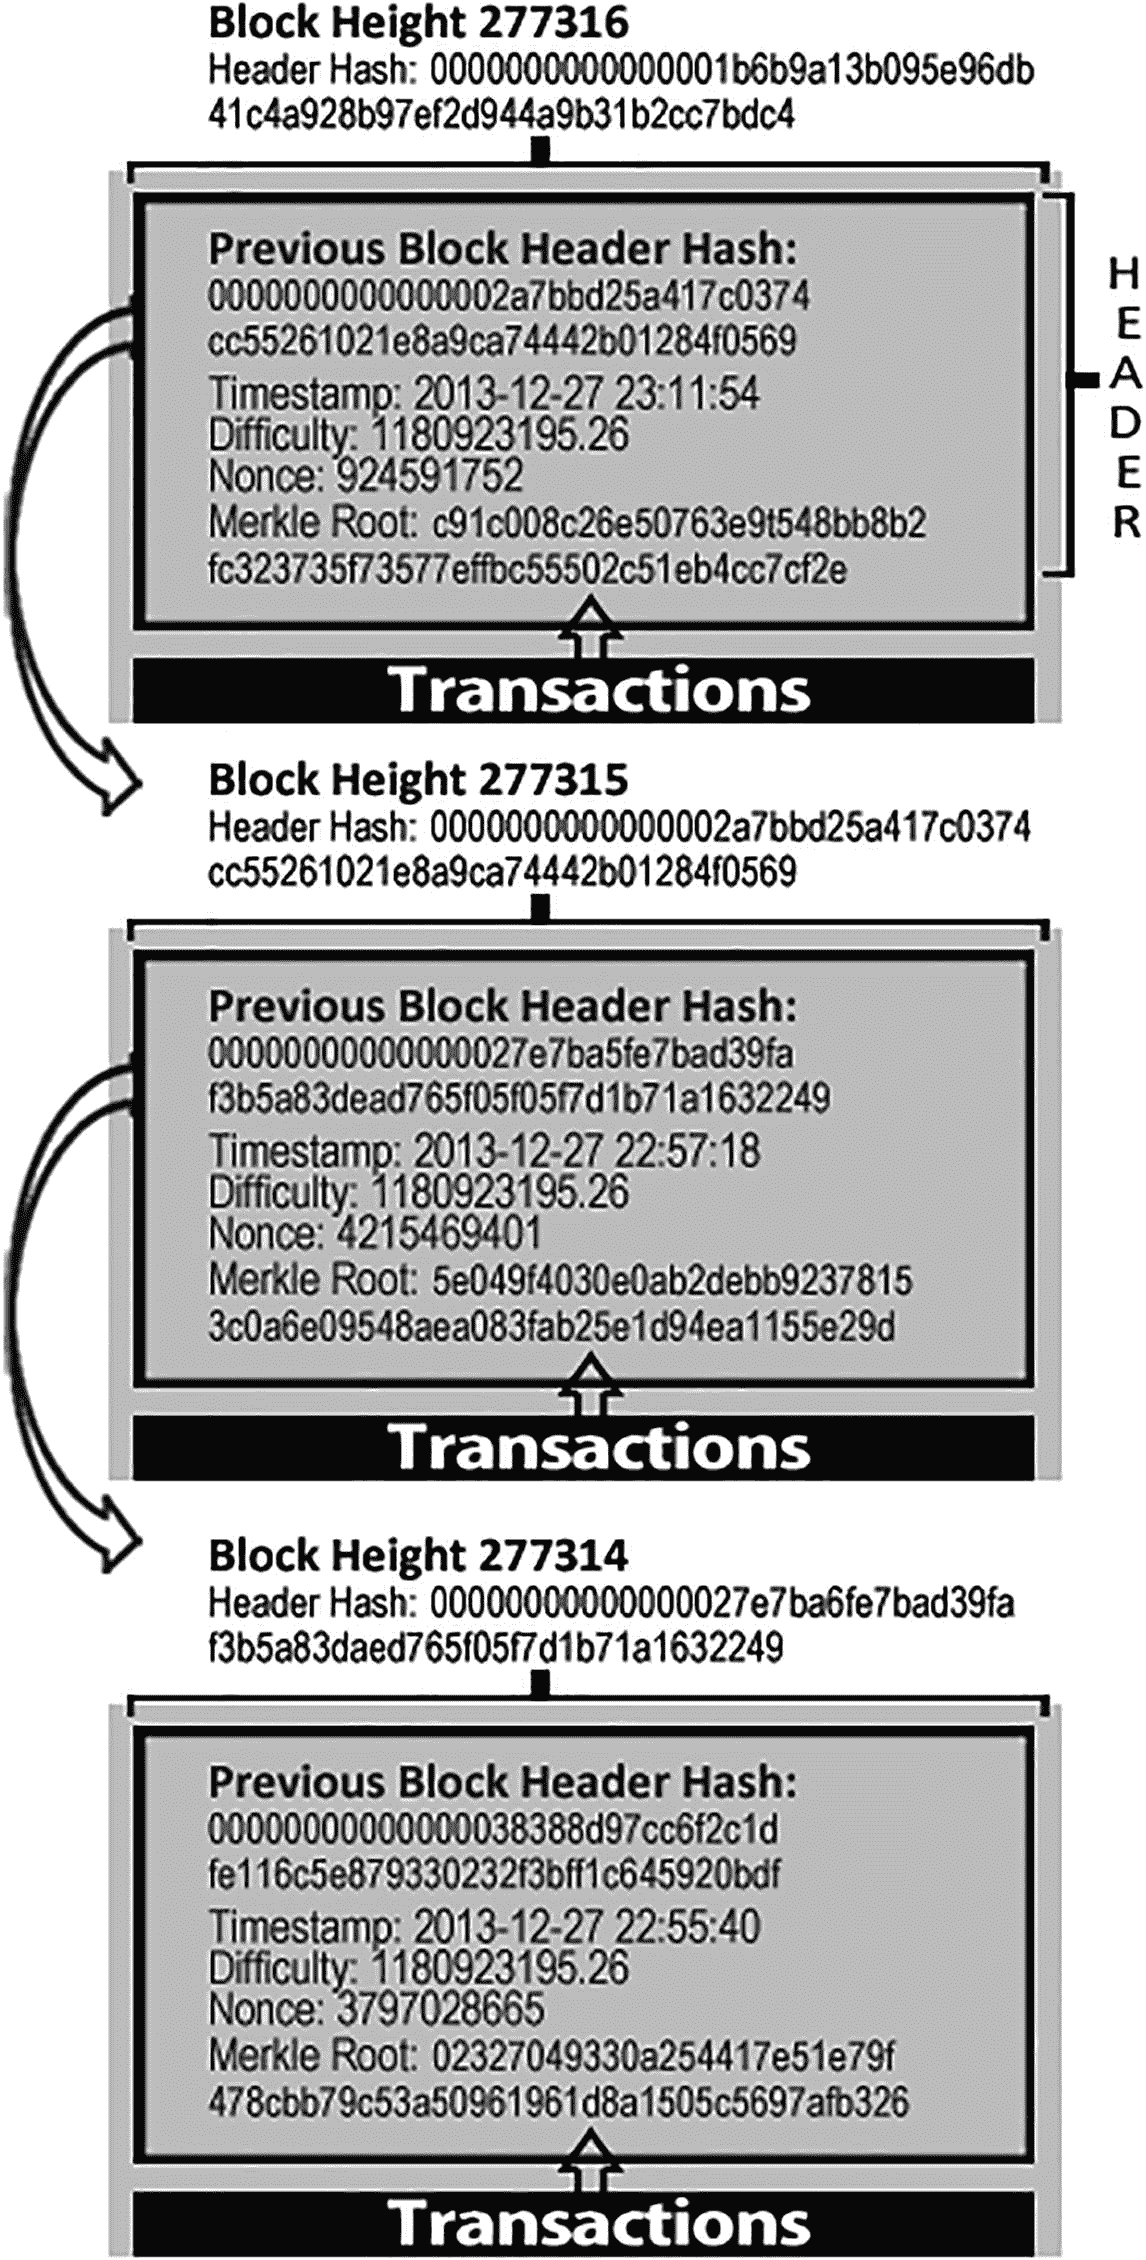 Block Height 277316
Header Hash: 0000000000000001b6b9a13b095e96db
41c4a928b97ef2d944a9b31b2cc7bdc4
Previous Block Header Hash:
0000000000000002a7bbd25a417c0374
cc55261021e8a9ca74442b01284f0569
Timestamp: 2013-12-27 23:11:54
Difficulty: 1180923195.26
Nonce: 924591752
Merkle Root: c91c008c26e50763e9t548bb8b2
fc323735f73577effbc55502c51eb4cc7cf2e
HEADER
Transactions
Block Height 277315
Header Hash: 0000000000000002a7bbd25a417c0374
cc55261021e8a9ca74442b01284f0569
Previous Block Header Hash:
00000000000000027e7ba5fe7bad39fa
f3b5a83dead765f05f05f7d1b71a1632249
Timestamp: 2013-12-27 22:57:18
Difficulty: 1180923195.26
Nonce: 4215469401
Merkle Root: 5e049f4030e0ab2debb9237815
3c0a6e09548aea083fab25e1d94ea1155e29d
Transactions
Block Height 277314
Header Hash: 00000000000000027e7ba6fe7bad39fa
f3b5a83daed765f05f7d1b71a1632249
Previous Block Header Hash:
00000000000000038388d97cc6f2c1d
fe116c5e879330232f3bff1c645920bdf
Timestamp: 2013-12-27 22:55:40
Difficulty: 1180923195.26
Nonce: 3797028665
Merkle Root: 02327049330a254417e51e79f
478cbb79c53a50961961d8a1505c5697afb326
Transactions